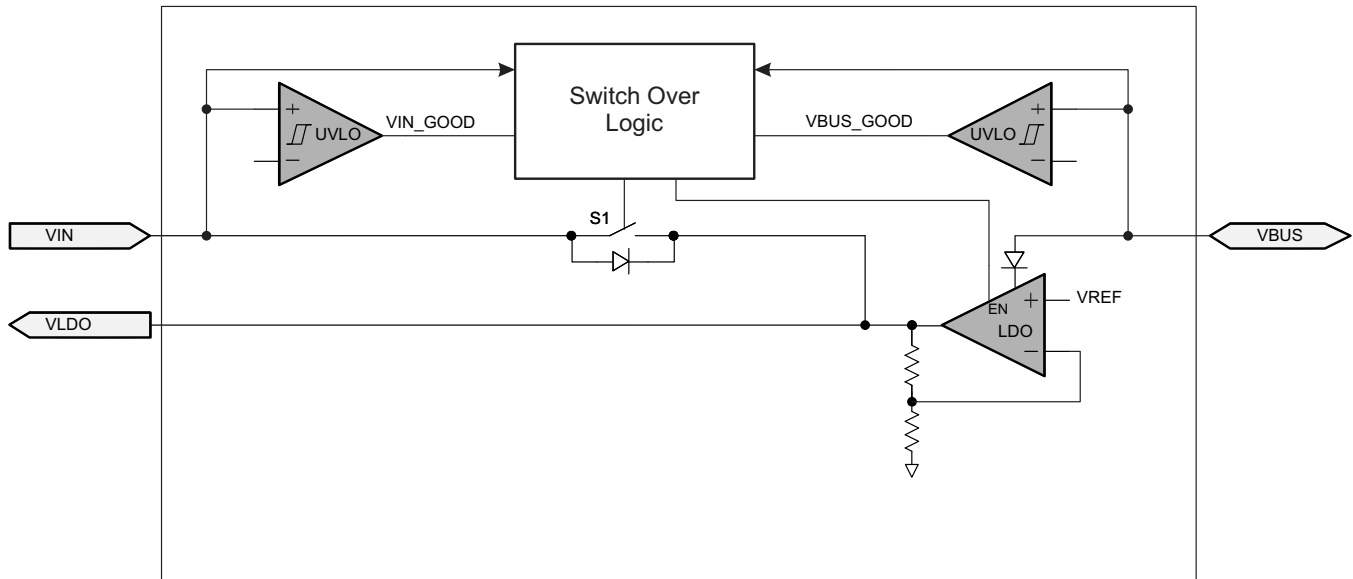 Switch Over
Logic
+
UVLO
−
VIN_GOOD
VBUS_GOOD
+
UVLO
−
S1
VIN
VBUS
EN
+
VREF
LDO
−
VLDO